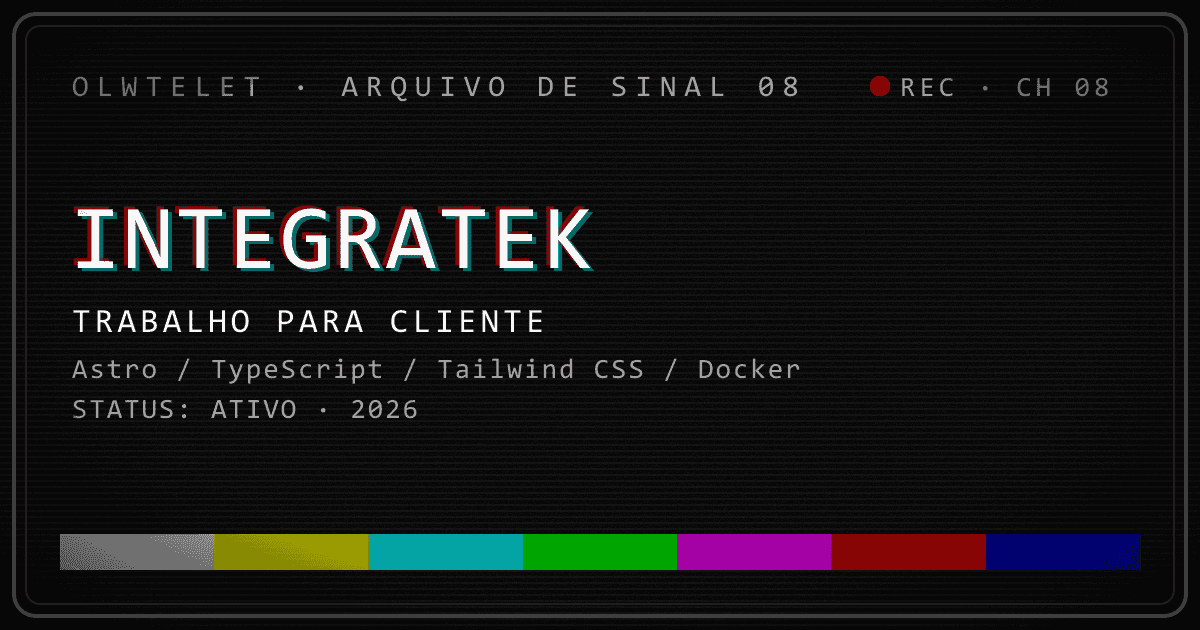 OLWTELET · ARQUIVO DE SINAL 08
REC · CH 08
INTEGRATEK
TRABALHO PARA CLIENTE
Astro / TypeScript / Tailwind CSS / Docker
STATUS: ATIVO · 2026